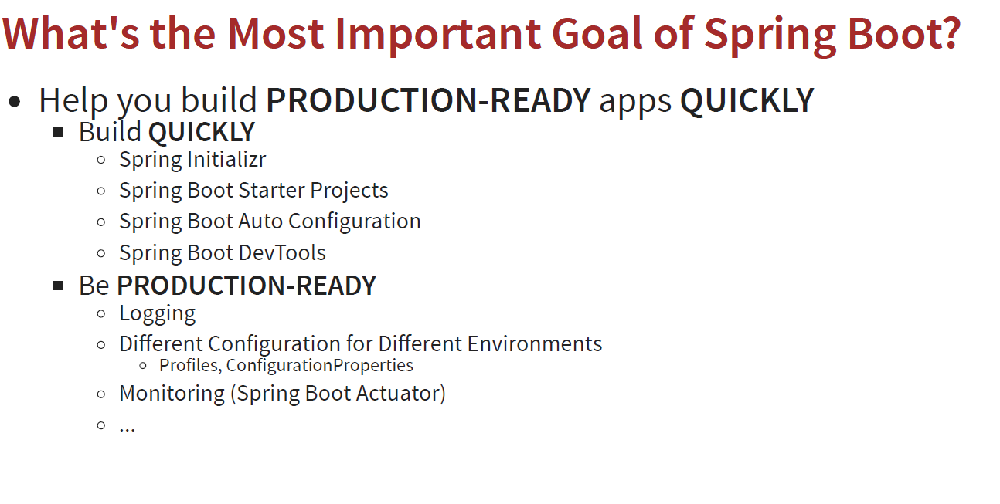 What's the Most Important Goal of Spring Boot?
Help you build PRODUCTION-READY apps QUICKLY
Build QUICKLY
Spring Initializr
Spring Boot Starter Projects
Spring Boot Auto Configuration
Spring Boot DevTools
Be PRODUCTION-READY
Logging
Different Configuration for Different Environments
Profiles, ConfigurationProperties
Monitoring (Spring Boot Actuator)
...